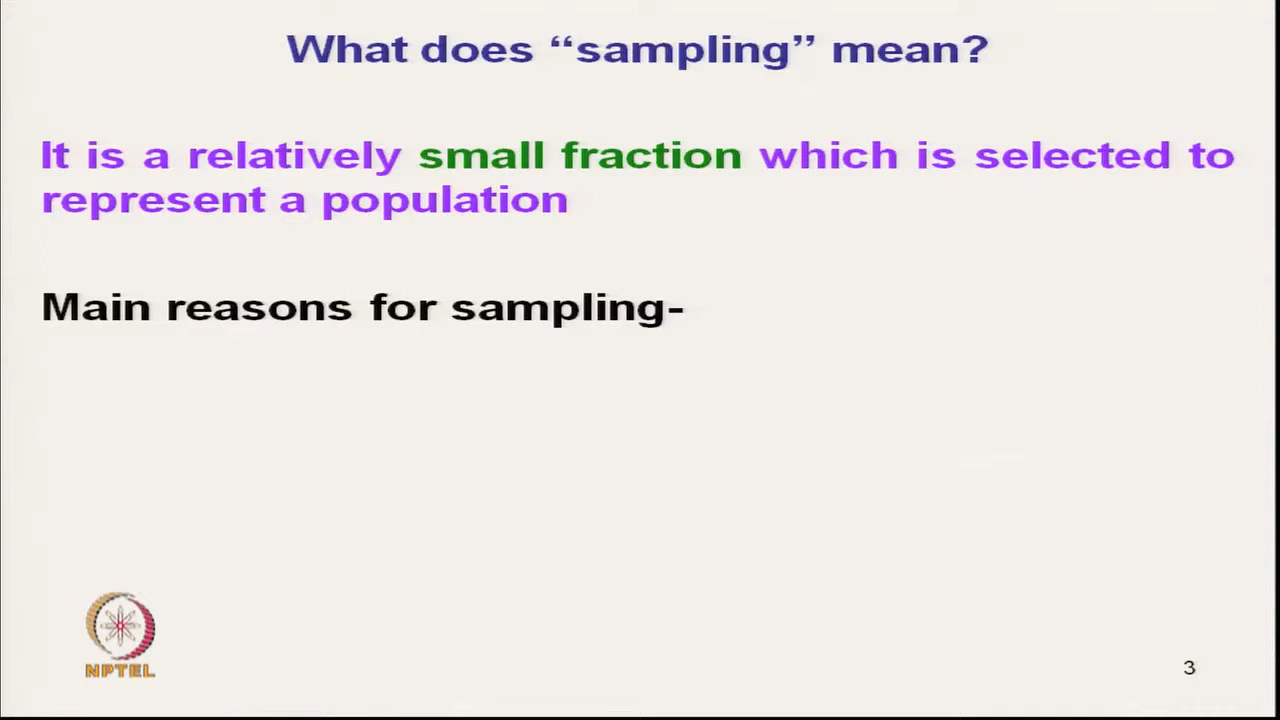 What does “sampling” mean?
It is a relatively small fraction which is selected to
represent a population
Main reasons for sampling-
NPTEL
3